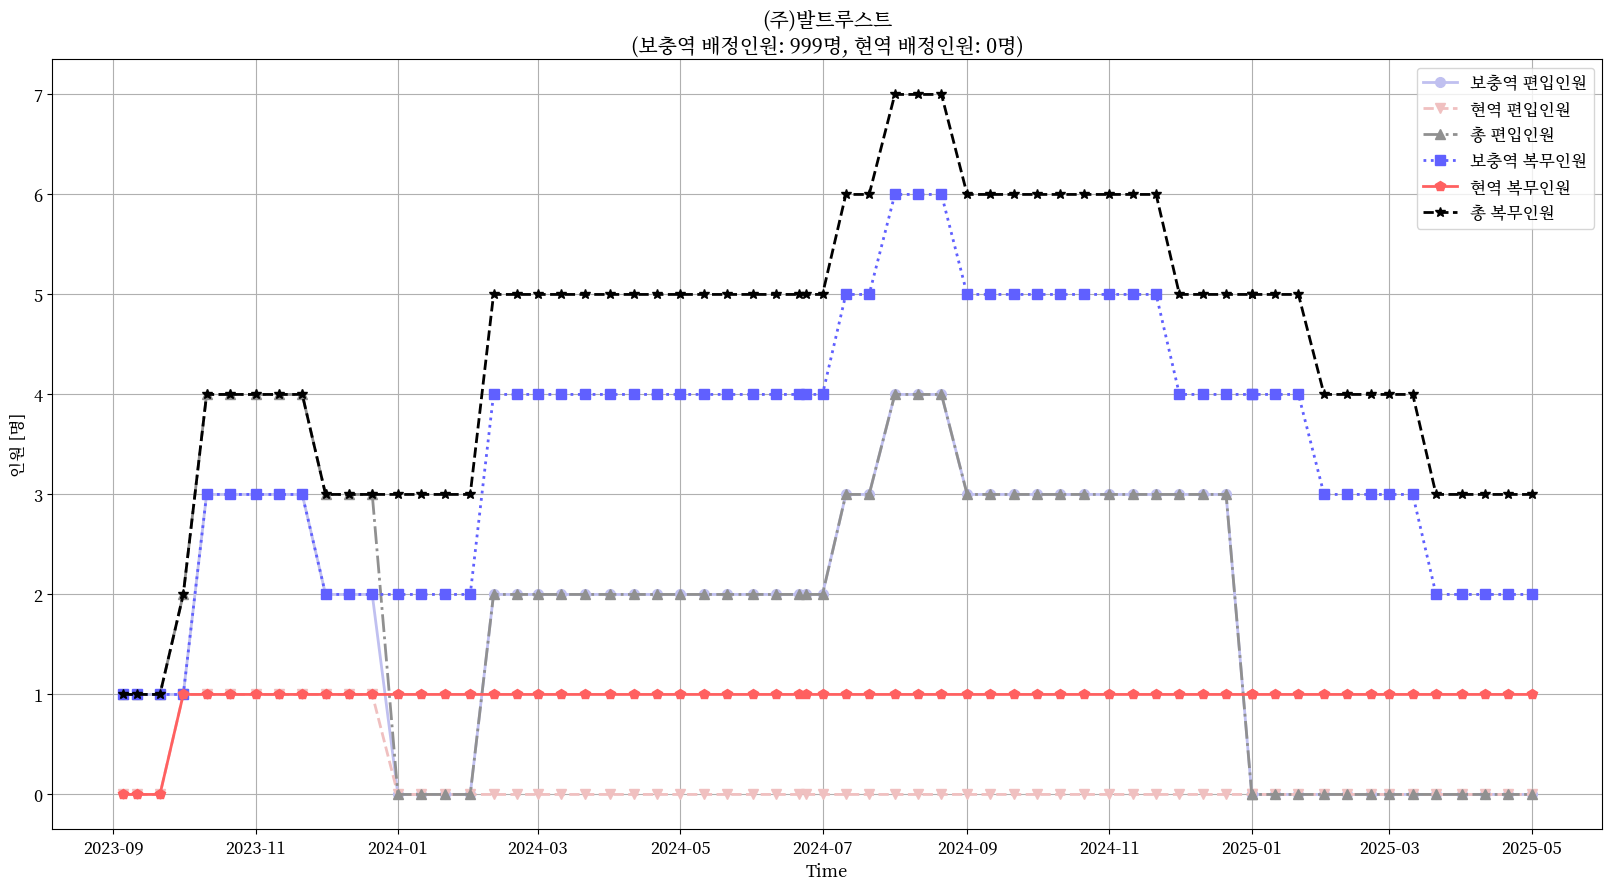 (주)발트루스트
(보충역 배정인원: 999명, 현역 배정인원: 0명)
보충역 편입인원
현역 편입인원
총 편입인원
보충역 복무인원
현역 복무인원
총 복무인원
인원 [명]
7
6
5
4
3
2
1
0
2023-09 2023-11 2024-01 2024-03 2024-05 2024-07 2024-09 2024-11 2025-01 2025-03 2025-05
Time